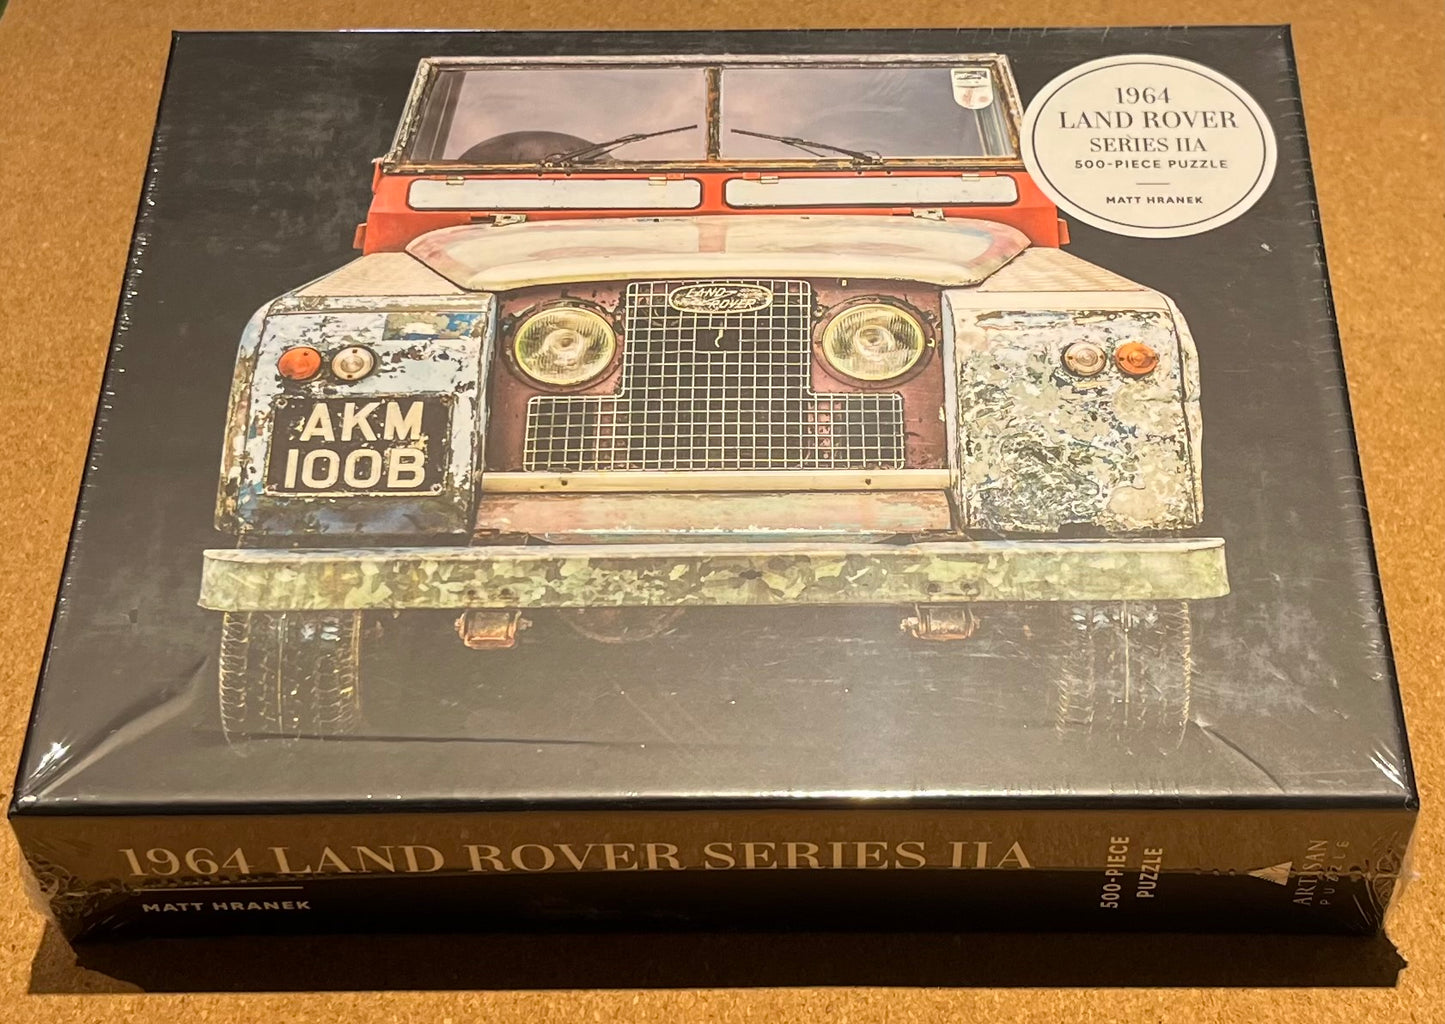 1964
LAND ROVER
SERIES IIA
500-PIECE PUZZLE
MATT HRANEK
LAND-
ROVER
AKM
100B
1964 LAND ROVER SERIES IIA
MATT HRANEK
500-PIECE
PUZZLE
ARTISAN
PUZZLE